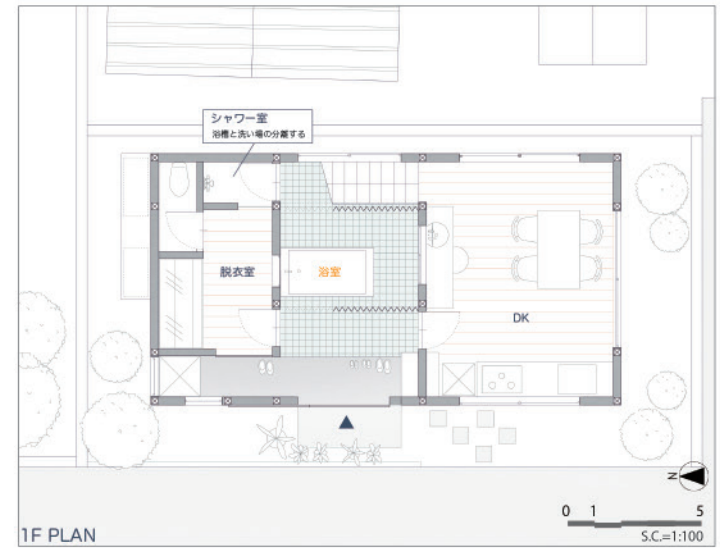 シャワー室
浴槽と洗い場の分離する
脱衣室
浴室
DK
N
0 1 5
S.C.=1:100
1F PLAN